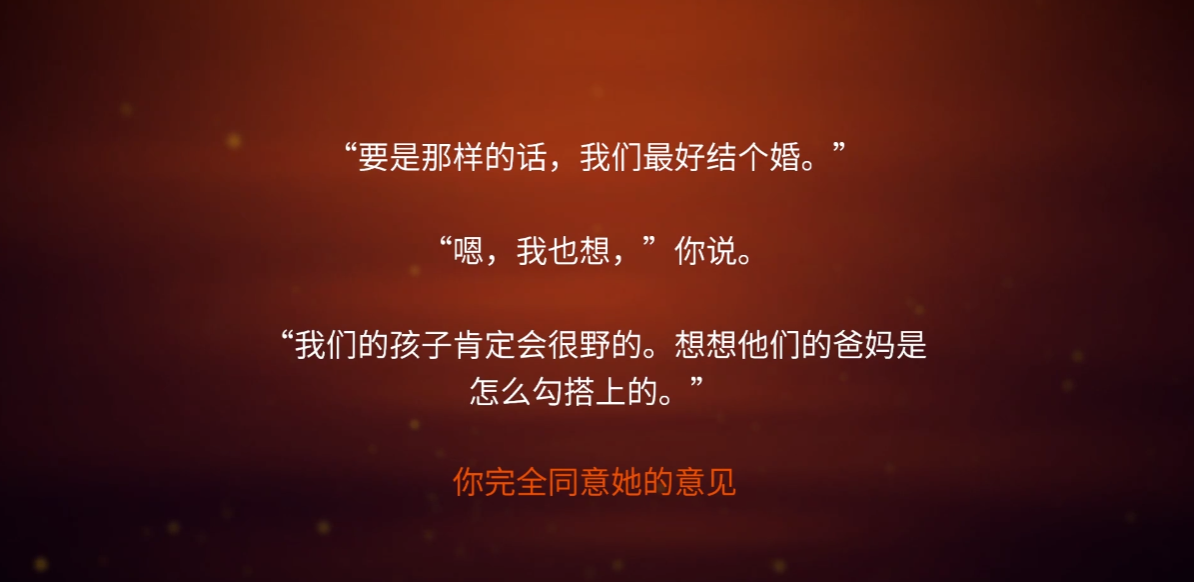 “要是那样的话，我们最好结个婚。”
“嗯，我也想，”你说。
“我们的孩子肯定会很野的。想想他们的爸妈是
怎么勾搭上的。”
你完全同意她的意见